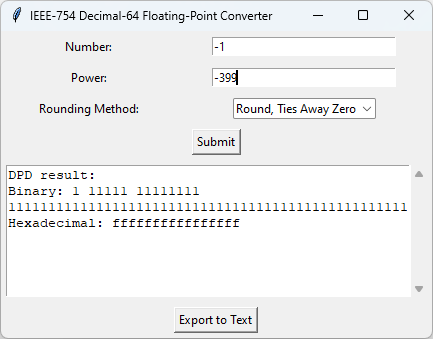 IEEE-754 Decimal-64 Floating-Point Converter
Number: -1
Power: -399
Rounding Method: Round, Ties Away Zero
Submit
DPD result:
Binary: 1 11111 11111111
11111111111111111111111111111111111111111111111111
Hexadecimal: ffffffffffffffff
Export to Text